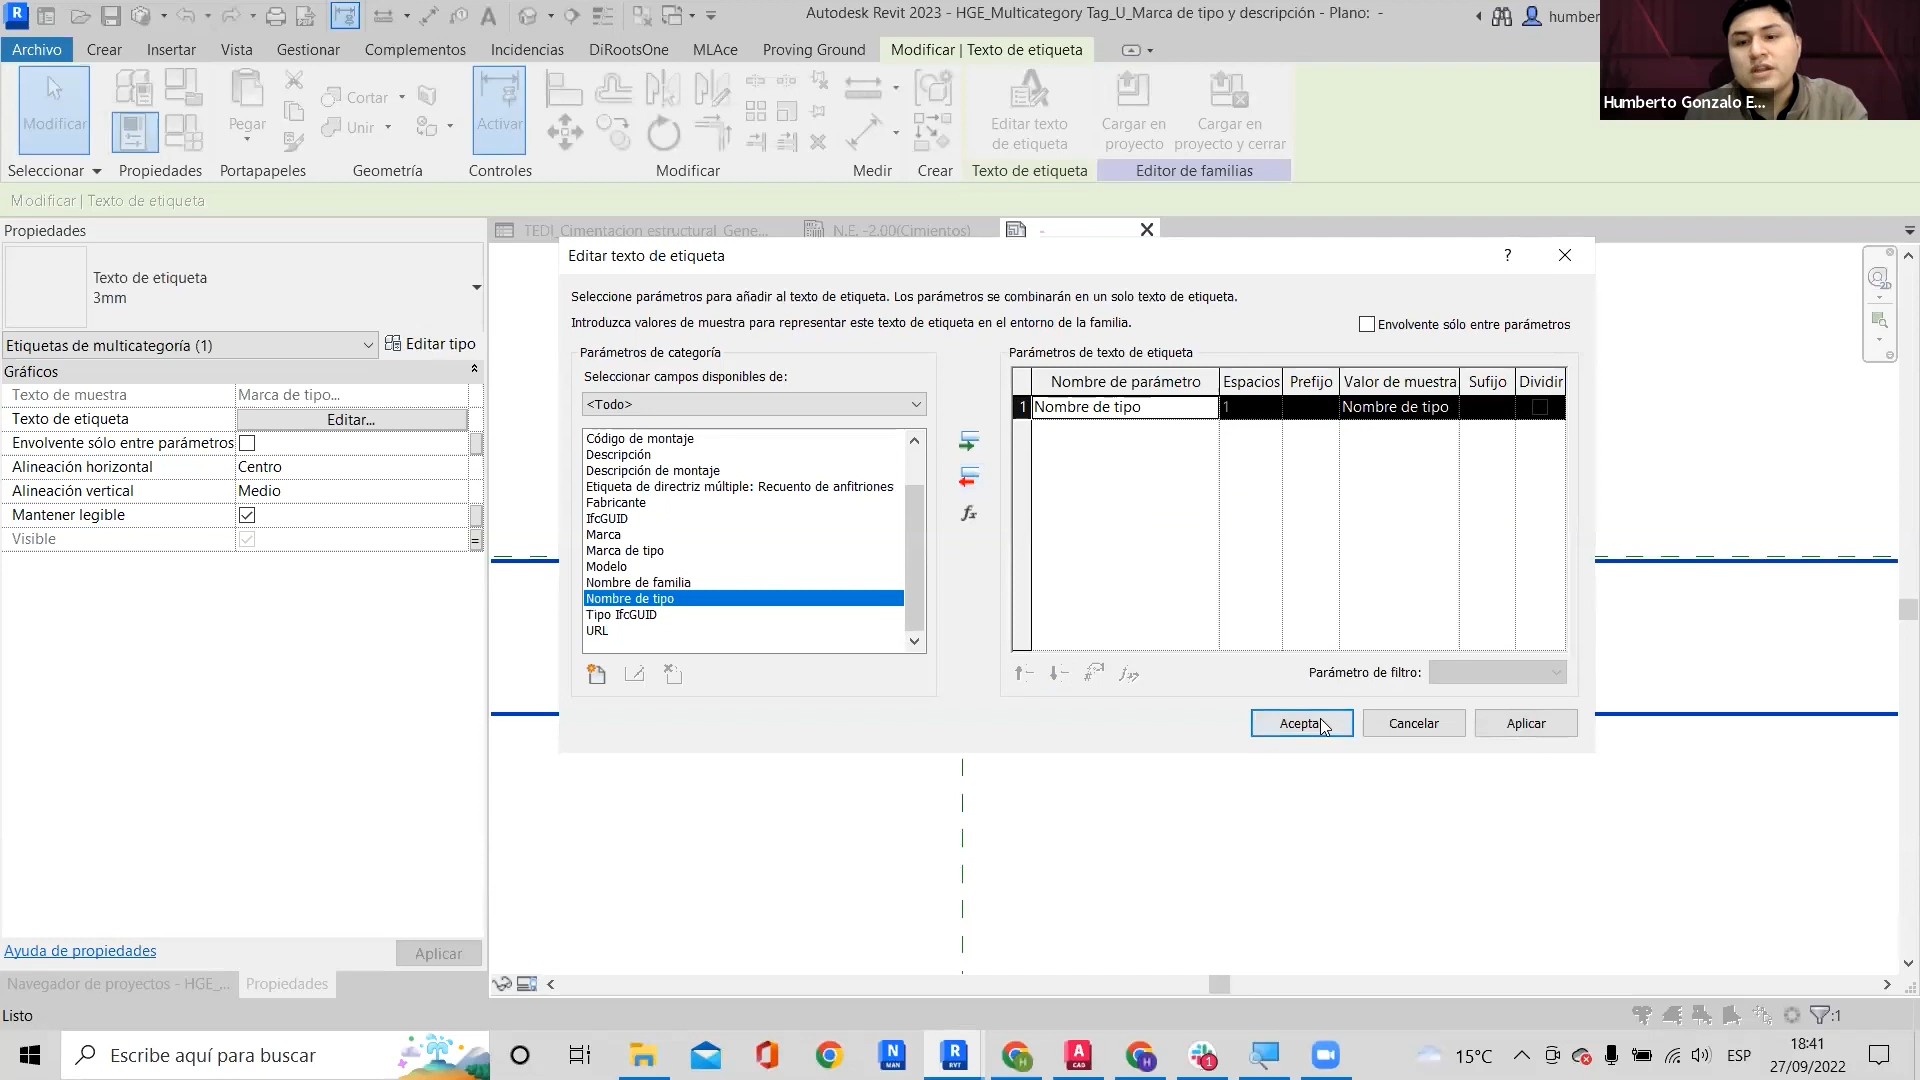 Autodesk Revit 2023 - HGE_Multicategory Tag_U_Marca de tipo y descripción - Plano: -
humber
Archivo Crear Insertar Vista Gestionar Complementos Incidencias DiRootsOne MLAce Proving Ground Modificar | Texto de etiqueta
Humberto Gonzalo E...
Modificar
Pegar
Cortar
Unir
Activar
Editar texto de etiqueta
Cargar en proyecto
Cargar en proyecto y cerrar
Seleccionar Propiedades Portapapeles Geometría Controles Modificar Medir Crear Texto de etiqueta Editor de familias
Modificar | Texto de etiqueta
Propiedades
Texto de etiqueta
3mm
Etiquetas de multicategoría (1)
Editar tipo
Gráficos
Texto de muestra Marca de tipo...
Texto de etiqueta Editar...
Envolvente sólo entre parámetros
Alineación horizontal Centro
Alineación vertical Medio
Mantener legible
Visible
=
Ayuda de propiedades
Aplicar
Navegador de proyectos - HGE_... Propiedades
TEDI_Cimentacion estructural_Gene... N.E. -2.00(Cimientos) -
Editar texto de etiqueta
?
Seleccione parámetros para añadir al texto de etiqueta. Los parámetros se combinarán en un solo texto de etiqueta.
Introduzca valores de muestra para representar este texto de etiqueta en el entorno de la familia.
Envolvente sólo entre parámetros
Parámetros de categoría
Seleccionar campos disponibles de:
<Todo>
Código de montaje
Descripción
Descripción de montaje
Etiqueta de directriz múltiple: Recuento de anfitriones
Fabricante
IfcGUID
Marca
Marca de tipo
Modelo
Nombre de familia
Nombre de tipo
Tipo IfcGUID
URL
fx
Parámetros de texto de etiqueta
Nombre de parámetro Espacios Prefijo Valor de muestra Sufijo Dividir
1 Nombre de tipo 1 Nombre de tipo
Parámetro de filtro:
Acepta Cancelar Aplicar
2D
Listo
:1
Escribe aquí para buscar
15°C
ESP
18:41
27/09/2022